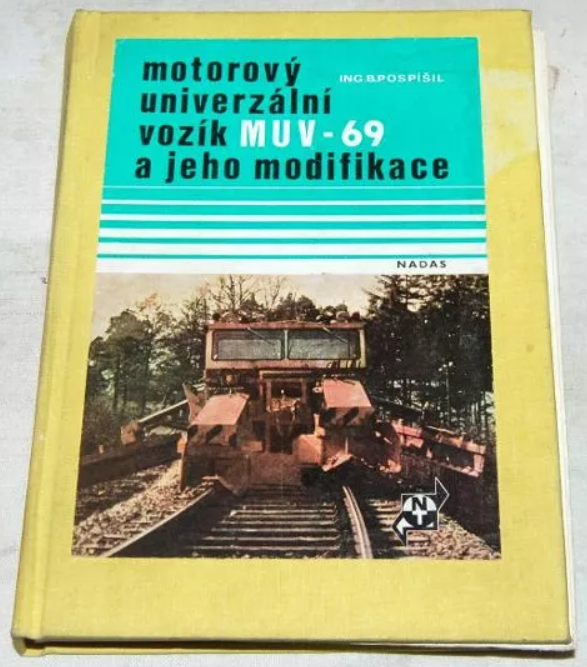 motorový
univerzální
vozík MUV-69
a jeho modifikace
ING.B.POSPÍŠIL
NADAS
N
T